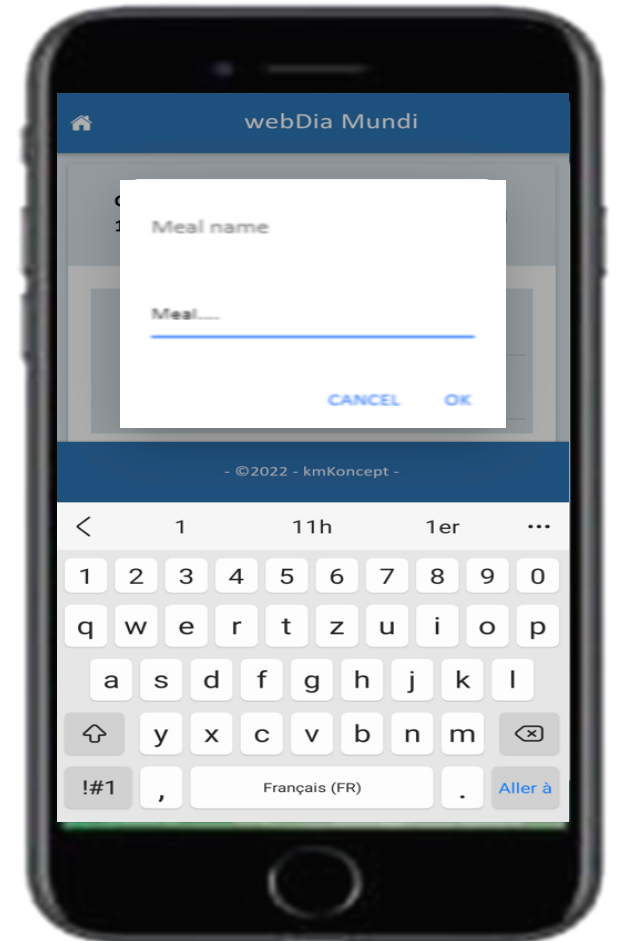 webDia Mundi
Meal name
Meal....
CANCEL OK
- ©2022 - kmKoncept -
1 11h 1er ...
1 2 3 4 5 6 7 8 9 0
q w e r t z u i o p
a s d f g h j k l
y x c v b n m
!#1 , Français (FR) . Aller à